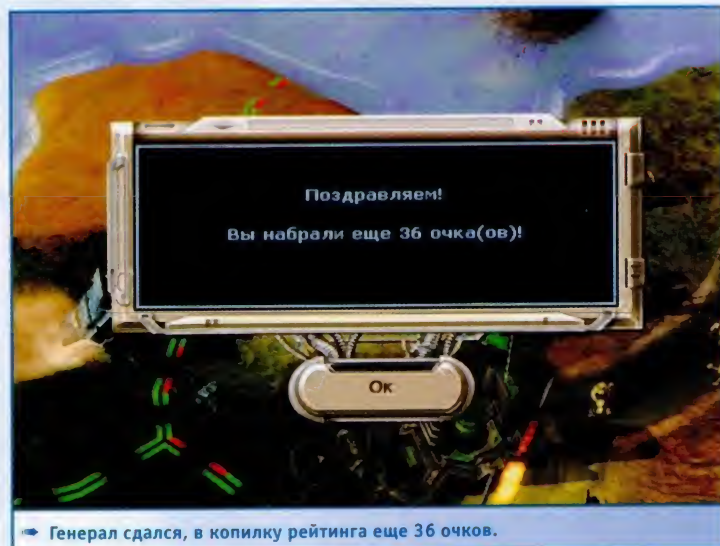 Поздравляем!
Вы набрали еще 36 очка(ов)!
Ок
Генерал сдался, в копилку рейтинга еще 36 очков.